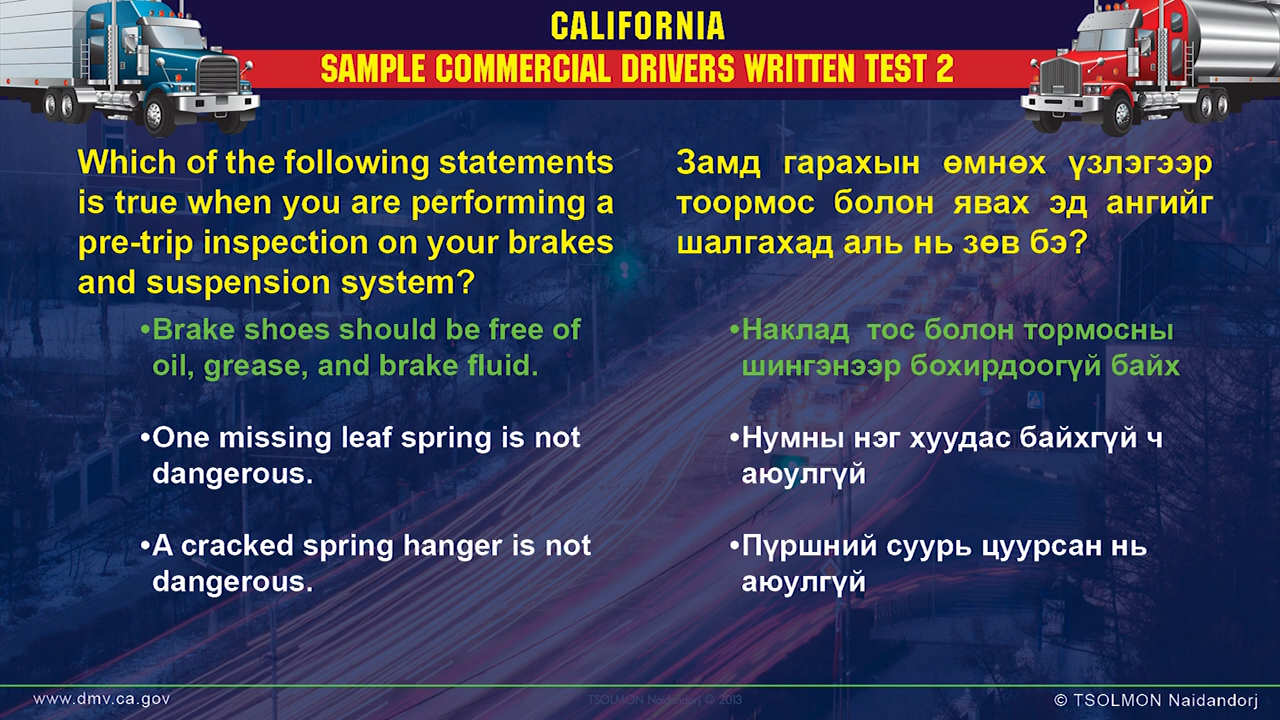 CALIFORNIA
SAMPLE COMMERCIAL DRIVERS WRITTEN TEST 2
Which of the following statements
is true when you are performing a
pre-trip inspection on your brakes
and suspension system?
•Brake shoes should be free of
oil, grease, and brake fluid.
•One missing leaf spring is not
dangerous.
•A cracked spring hanger is not
dangerous.
Замд гарахын өмнөх үзлэгээр
тоормос болон явах эд ангийг
шалгахад аль нь зөв бэ?
•Наклад тос болон тормосны
шингэнээр бохирдоогүй байх
•Нумны нэг хуудас байхгүй ч
аюулгүй
•Пүршний суурь цуурсан нь
аюулгүй
www.dmv.ca.gov
TSOLMON Naidandorj © 2013
© TSOLMON Naidandorj